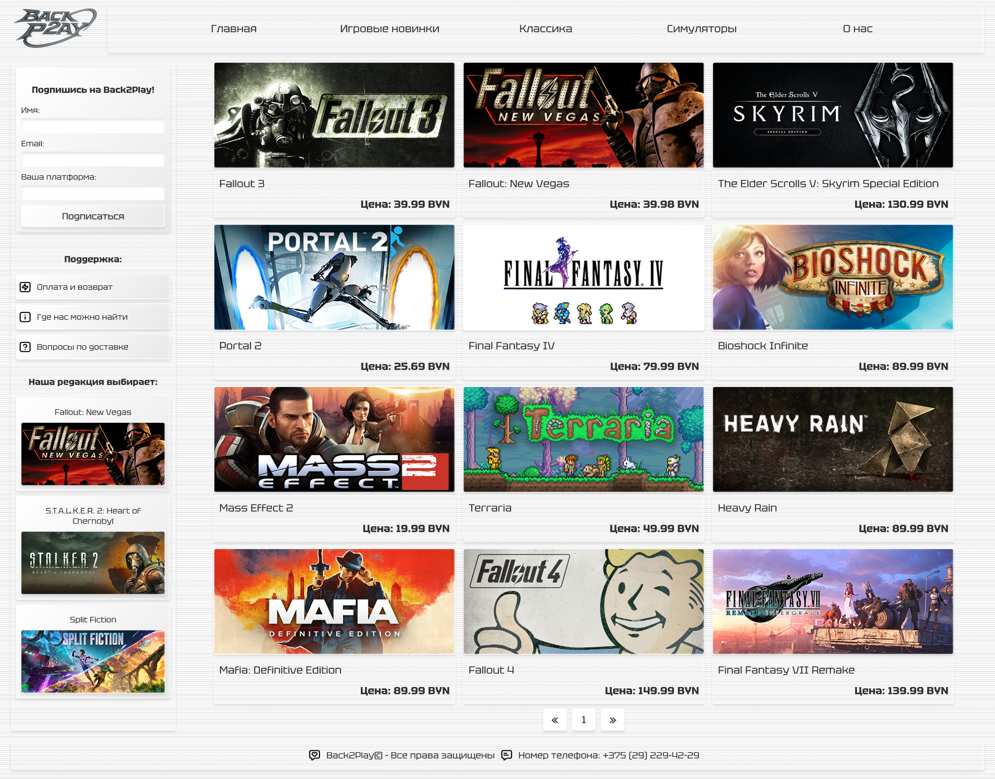 BACK
P2AY
Главная
Игровые новинки
Классика
Симуляторы
О нас
Подпишись на Back2Play!
Имя:
Email:
Ваша платформа:
Подписаться
Поддержка:
Оплата и возврат
Где нас можно найти
Вопросы по доставке
Наша редакция выбирает:
Fallout: New Vegas
Fallout
NEW VEGAS
S.T.A.L.K.E.R. 2: Heart of
Chernobyl
S.T.A.L.K.E.R. 2
Split Fiction
SPLIT FICTION
Fallout 3
Fallout 3
Цена: 39.99 BYN
Fallout
NEW VEGAS
Fallout: New Vegas
Цена: 39.98 BYN
The Elder Scrolls V
SKYRIM
SPECIAL EDITION
The Elder Scrolls V: Skyrim Special Edition
Цена: 130.99 BYN
PORTAL 2
Portal 2
Цена: 25.69 BYN
FINAL FANTASY IV
Final Fantasy IV
Цена: 79.99 BYN
BIOSHOCK
INFINITE
Bioshock Infinite
Цена: 89.99 BYN
MASS
EFFECT 2
Mass Effect 2
Цена: 19.99 BYN
Terraria
Terraria
Цена: 49.99 BYN
HEAVY RAIN
Heavy Rain
Цена: 89.99 BYN
MAFIA
DEFINITIVE EDITION
Mafia: Definitive Edition
Цена: 89.99 BYN
Fallout 4
Fallout 4
Цена: 149.99 BYN
FINAL FANTASY VII
REMAKE INTERGRADE
Final Fantasy VII Remake
Цена: 139.99 BYN
« 1 »
Back2Play© - Все права защищены
Номер телефона: +375 (29) 229-42-29